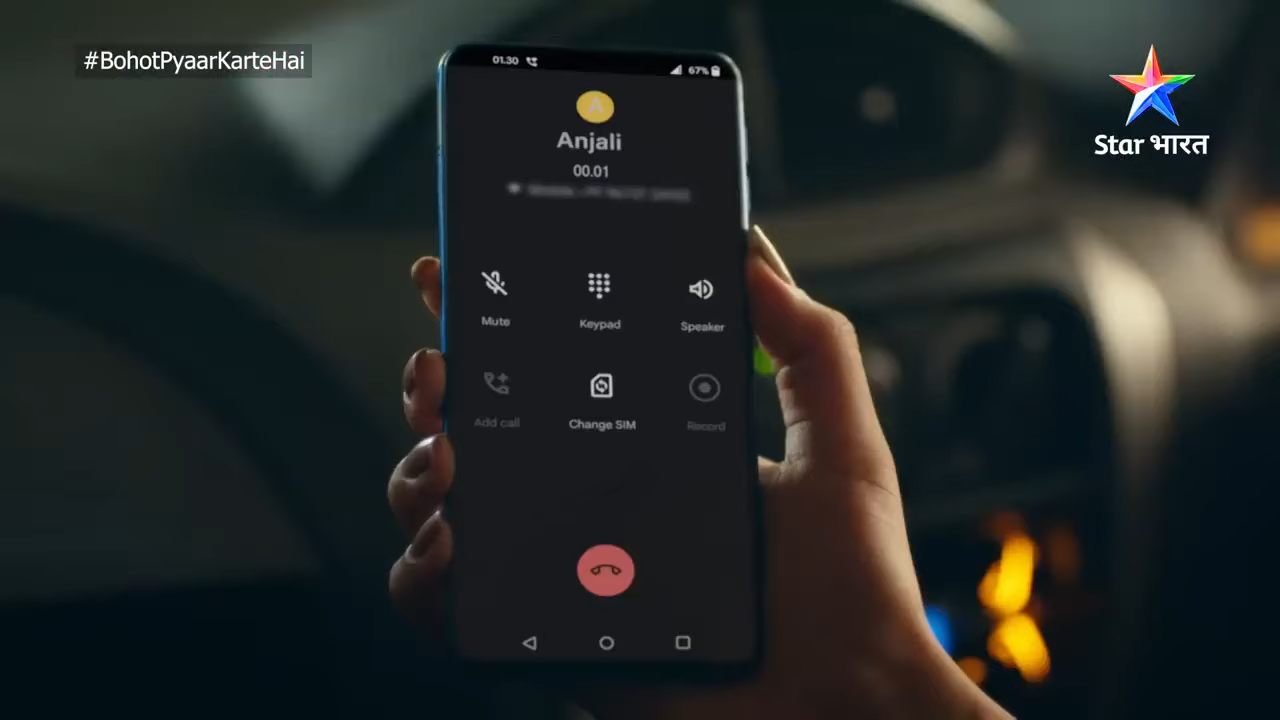 #BohotPyaarKarteHai
Star भारत
01.30
67%
A
Anjali
00.01
Mute
Keypad
Speaker
Add call
Change SIM
Record